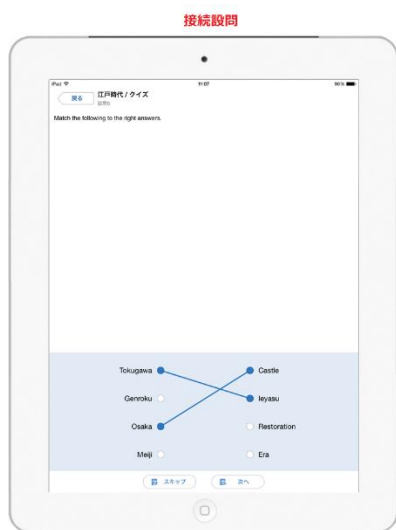 接続設問
iPad 11:07 90%
戻る 江戸時代 / クイズ
Match the following to the right answers.
Tokugawa Castle
Genroku Ieyasu
Osaka Restoration
Meiji Era
スキップ 次へ